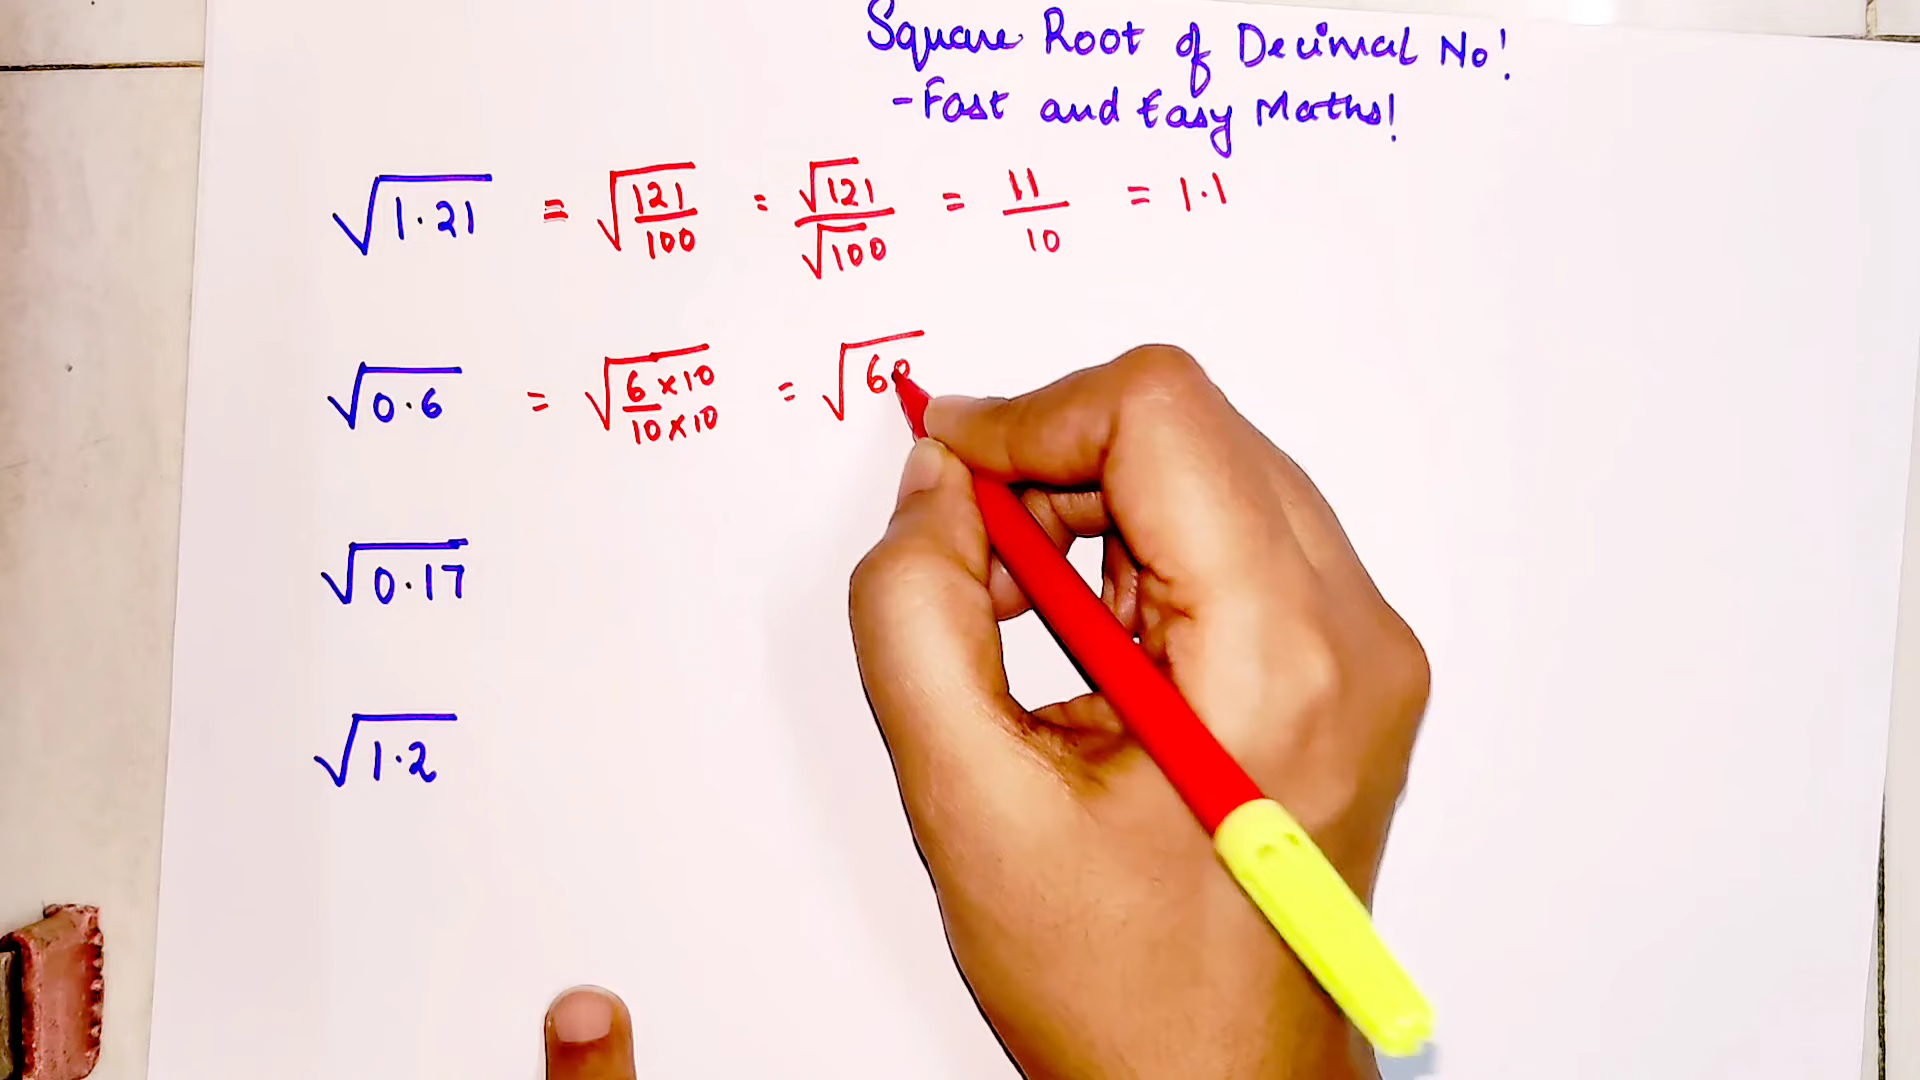 Square Root of Decimal No!
-Fast and Easy Maths!
√1.21 = √(121/100) = √121/√100 = 11/10 = 1.1
√0.6 = √(6×10/10×10) = √60
√0.17
√1.2